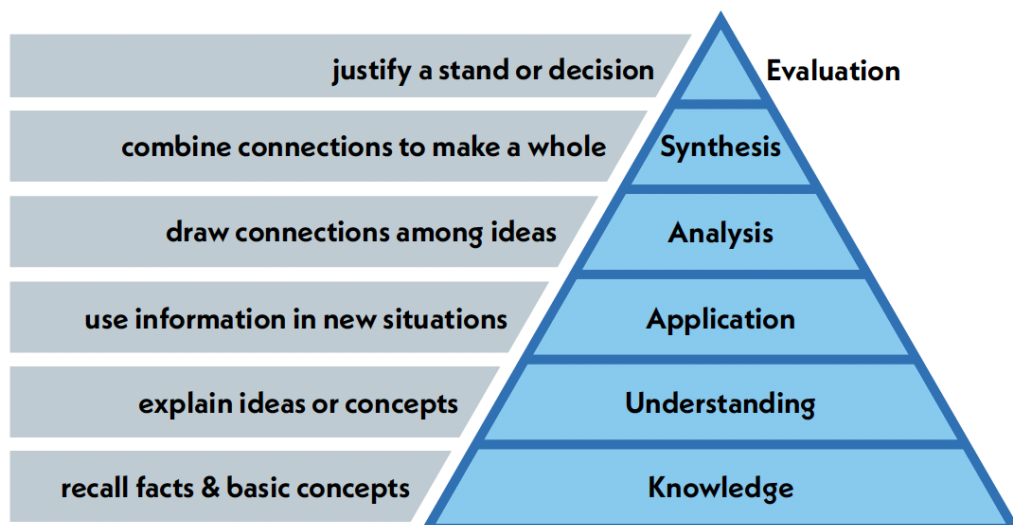 justify a stand or decision
Evaluation
combine connections to make a whole
Synthesis
draw connections among ideas
Analysis
use information in new situations
Application
explain ideas or concepts
Understanding
recall facts & basic concepts
Knowledge